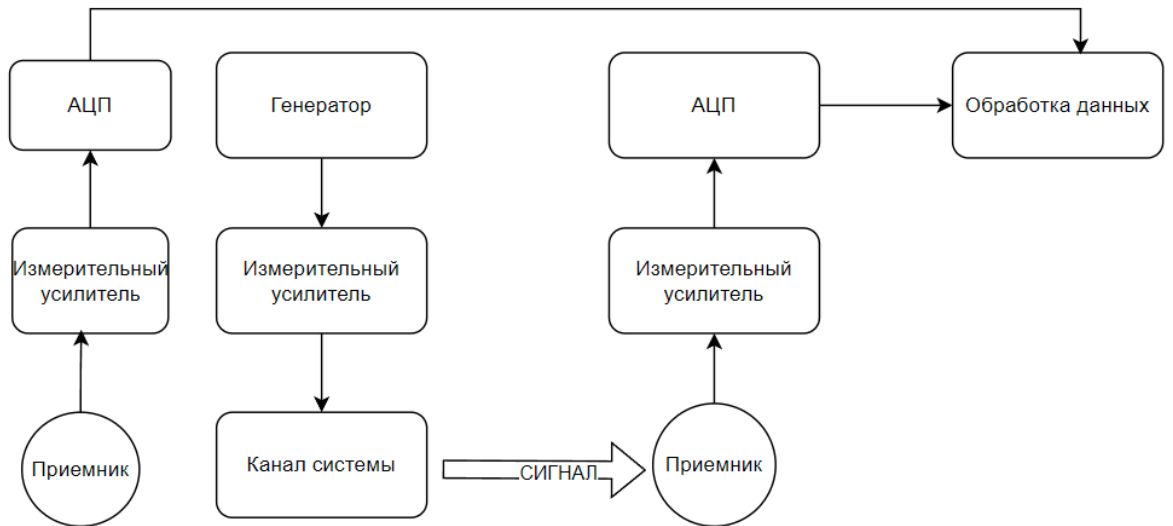 АЦП
Генератор
АЦП
Обработка данных
Измерительный
усилитель
Измерительный
усилитель
Измерительный
усилитель
Приемник
Канал системы
СИГНАЛ
Приемник